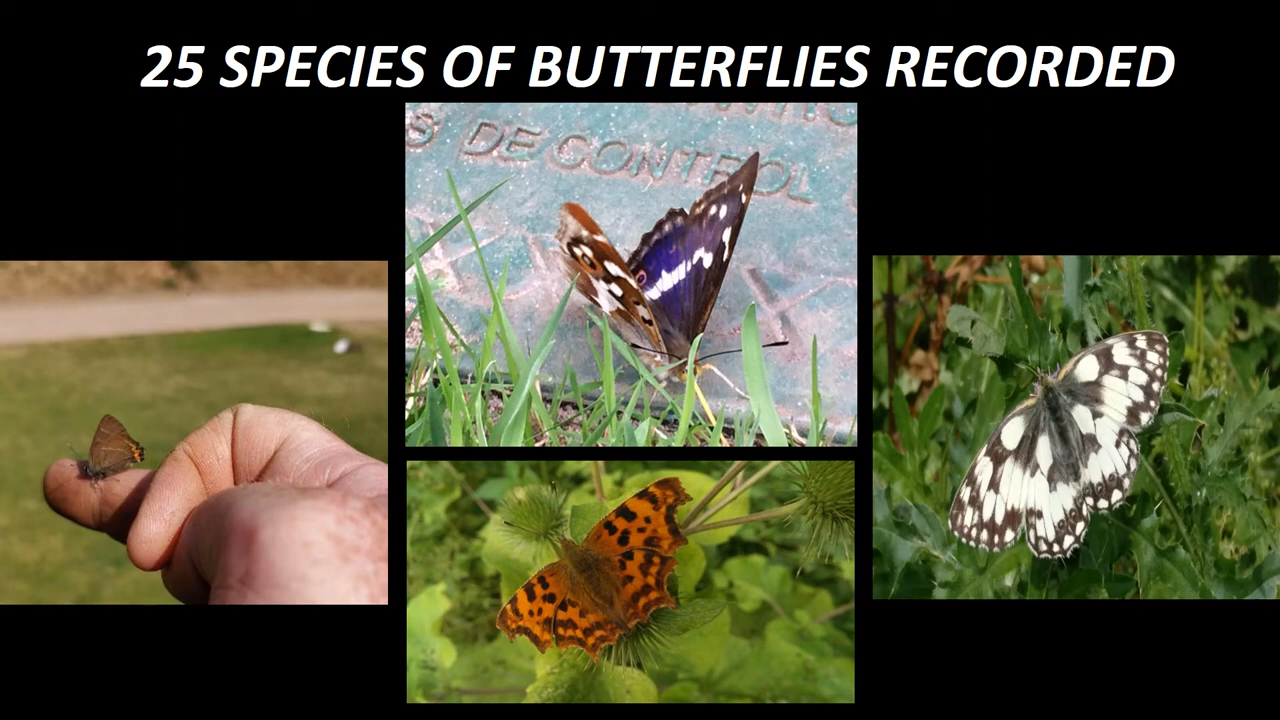 25 SPECIES OF BUTTERFLIES RECORDED
S DE CONTROL